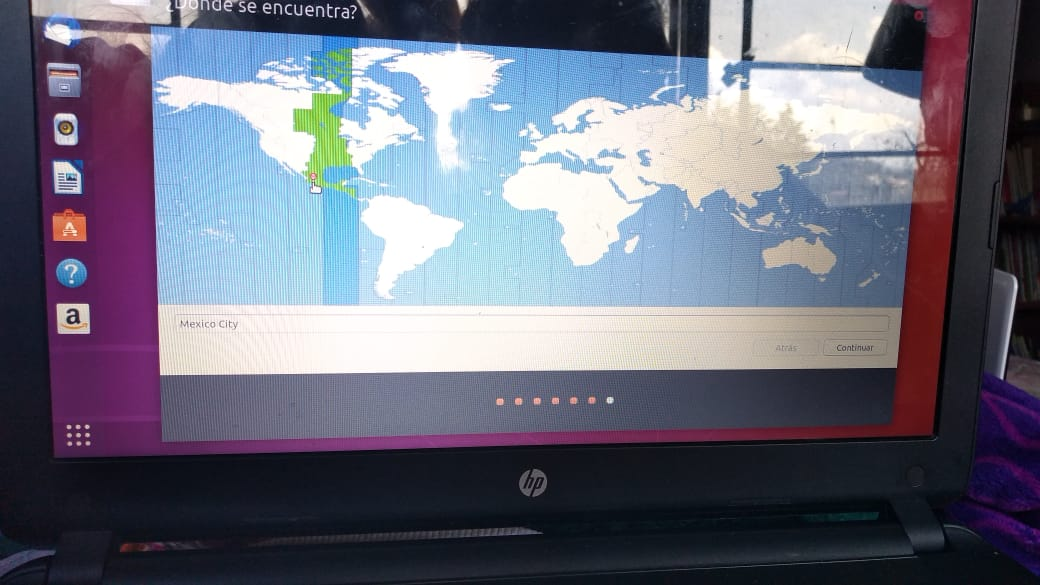 ¿Dónde se encuentra?
Mexico City
Atrás
Continuar
A
?
a
hp